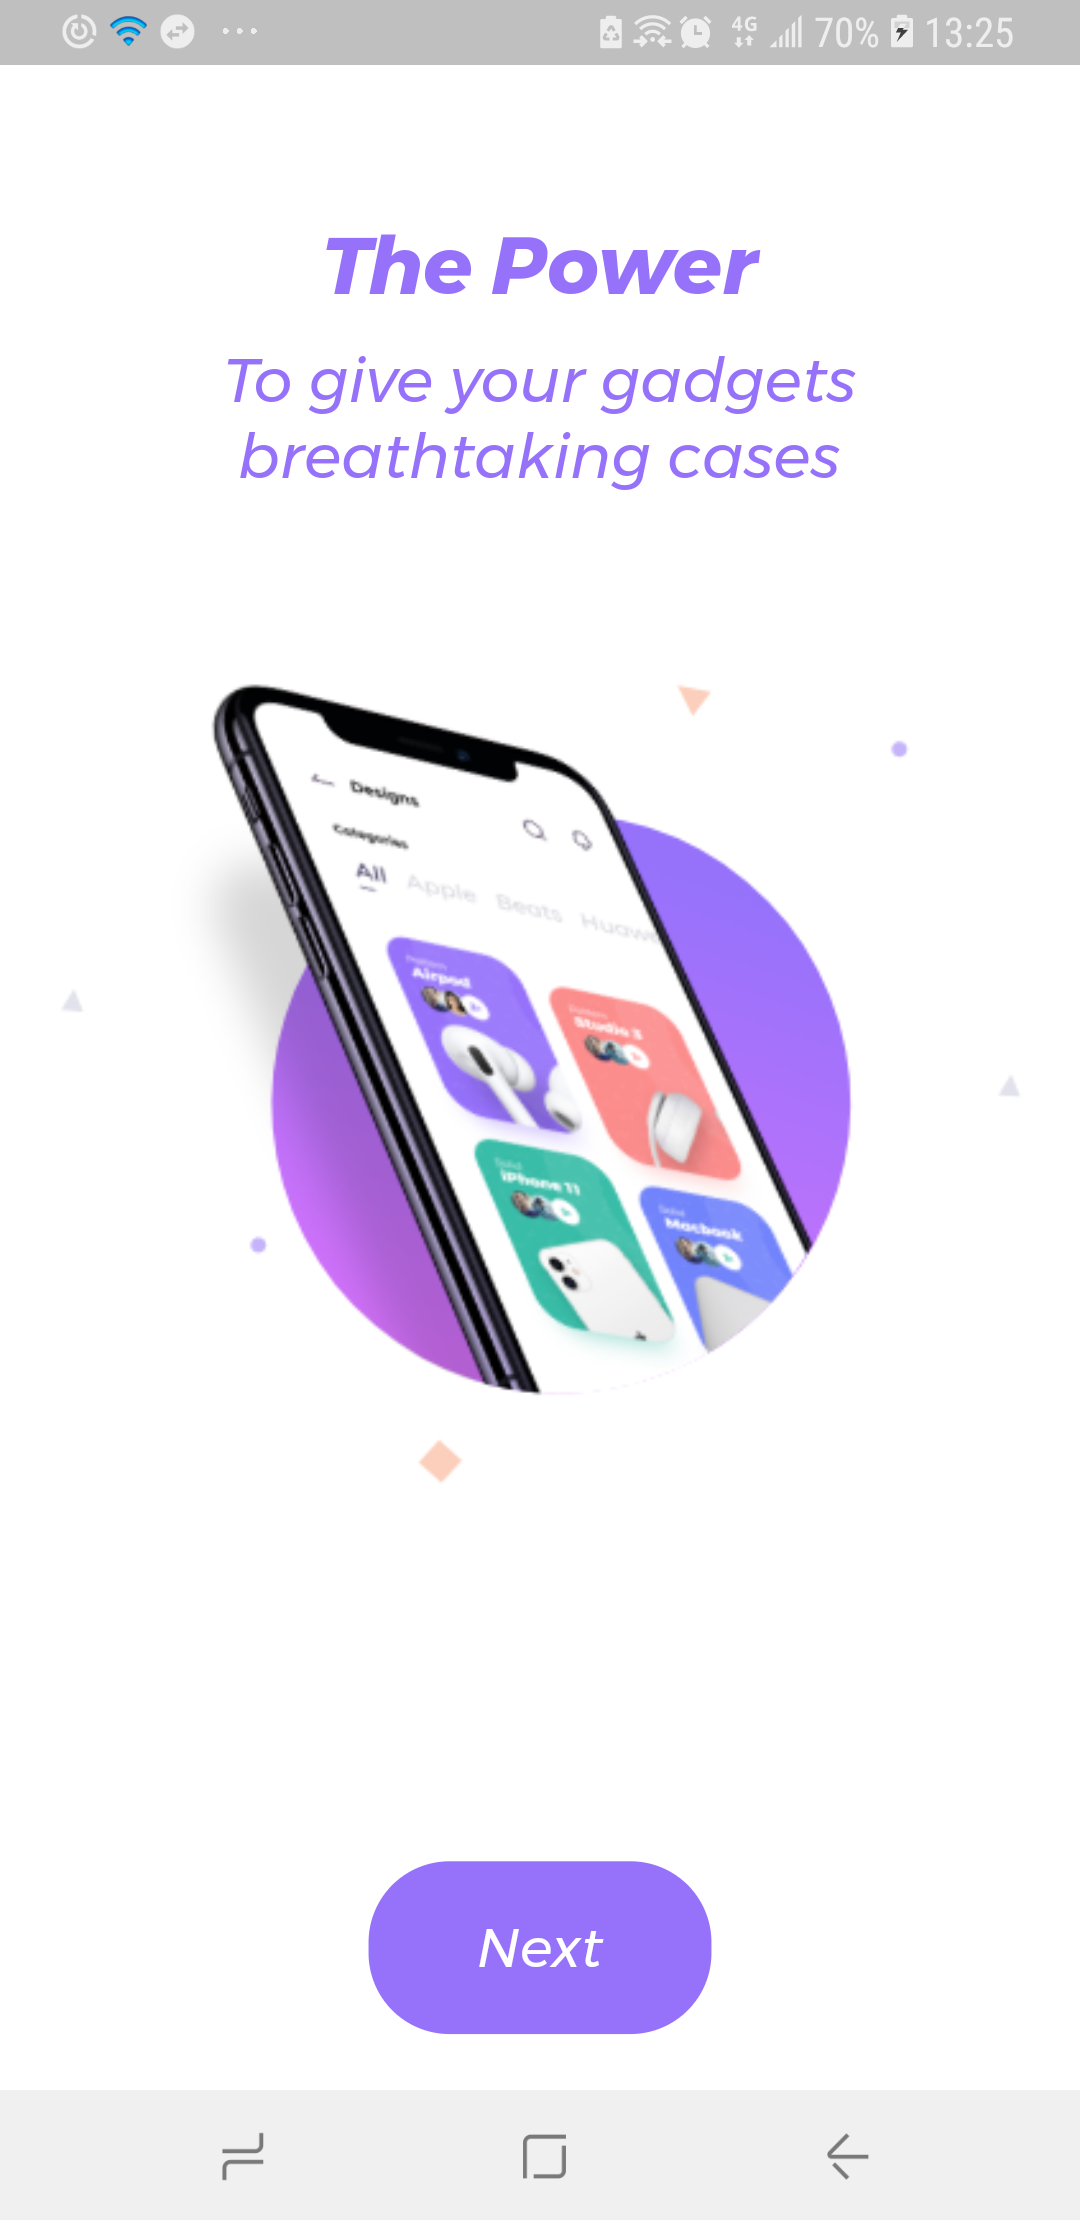 4G 70% 13:25
The Power
To give your gadgets
breathtaking cases
Designs
Categories
All Apple Beats
Airpod
Studio 3
iPhone 11
Macbook
Next